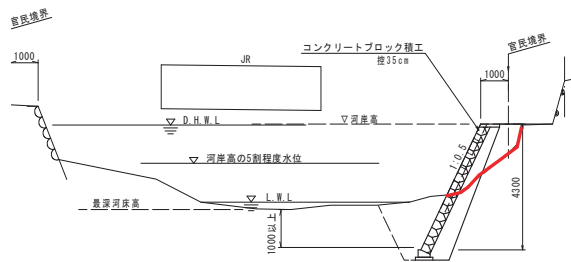 官民境界
1000
JR
コンクリートブロック積工
控35cm
官民境界
1000
D.H.W.L
▽河岸高
1:0.5
河岸高の5割程度水位
4300
L.W.L
最深河床高
1000以上